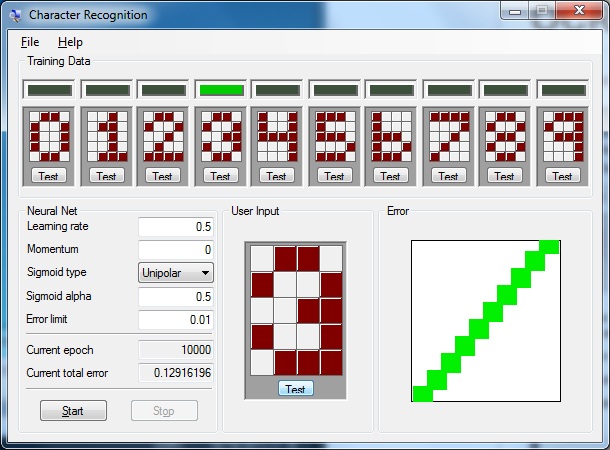 Character Recognition
File Help
Training Data
Test Test Test Test Test Test Test Test Test Test
Neural Net
Learning rate 0.5
Momentum 0
Sigmoid type Unipolar
Sigmoid alpha 0.5
Error limit 0.01
Current epoch 10000
Current total error 0.12916196
Start Stop
User Input
Test
Error